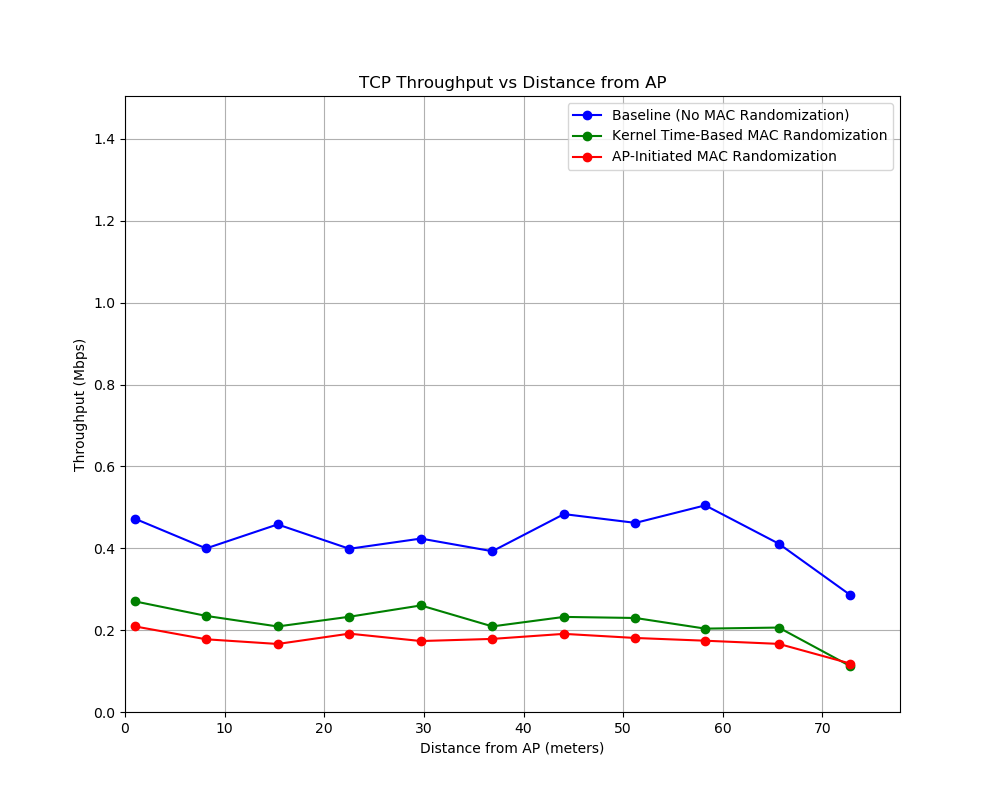 TCP Throughput vs Distance from AP
Baseline (No MAC Randomization)
Kernel Time-Based MAC Randomization
AP-Initiated MAC Randomization
Throughput (Mbps)
1.4
1.2
1.0
0.8
0.6
0.4
0.2
0.0
0 10 20 30 40 50 60 70
Distance from AP (meters)